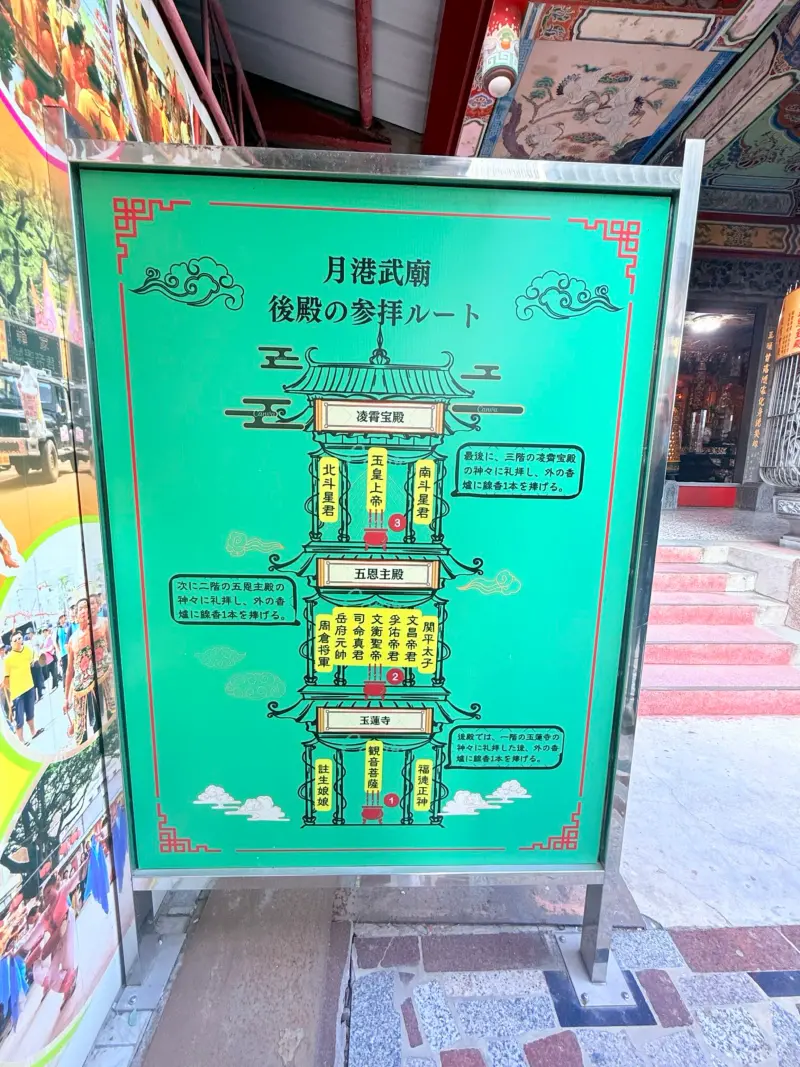 月港武廟
後殿の参拝ルート
凌霄宝殿
Canva
Canva
北斗星君
玉皇上帝
南斗星君
3
最後に、三階の凌霄宝殿
の神々に礼拝し、外の香
爐に線香1本を捧げる。
五恩主殿
次に二階の五恩主殿の
神々に礼拝し、外の香
爐に線香1本を捧げる。
周倉将軍
岳府元帥
司命真君
文衡聖帝
孚佑帝君
文昌帝君
関平太子
2
玉蓮寺
後殿では、一階の玉蓮寺の
神々に礼拝した後、外の香
爐に線香1本を捧げる。
註生娘娘
観音菩薩
福徳正神
1